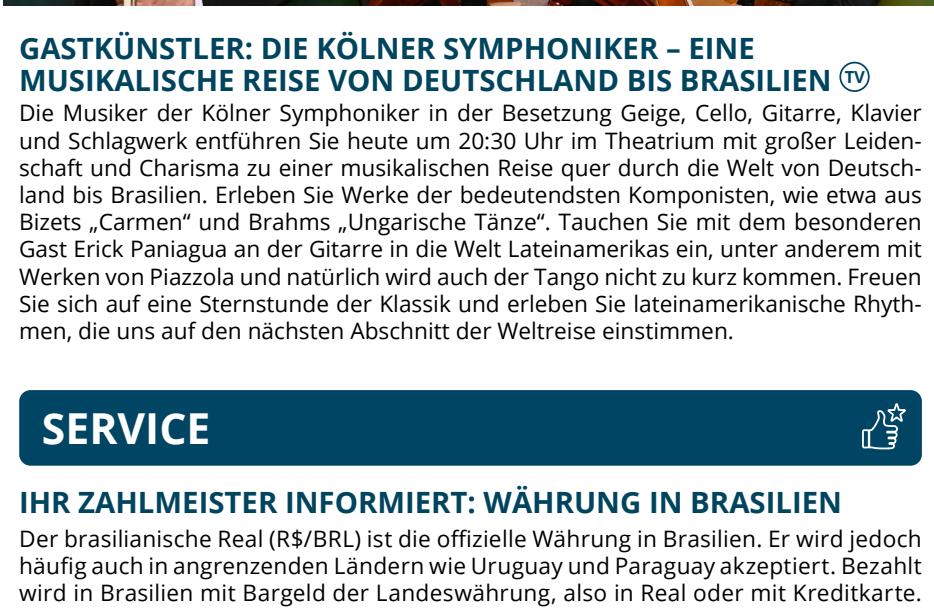 GASTKÜNSTLER: DIE KÖLNER SYMPHONIKER – EINE
MUSIKALISCHE REISE VON DEUTSCHLAND BIS BRASILIEN TV
Die Musiker der Kölner Symphoniker in der Besetzung Geige, Cello, Gitarre, Klavier
und Schlagwerk entführen Sie heute um 20:30 Uhr im Theatrium mit großer Leiden-
schaft und Charisma zu einer musikalischen Reise quer durch die Welt von Deutsch-
land bis Brasilien. Erleben Sie Werke der bedeutendsten Komponisten, wie etwa aus
Bizets „Carmen“ und Brahms „Ungarische Tänze“. Tauchen Sie mit dem besonderen
Gast Erick Paniagua an der Gitarre in die Welt Lateinamerikas ein, unter anderem mit
Werken von Piazzola und natürlich wird auch der Tango nicht zu kurz kommen. Freuen
Sie sich auf eine Sternstunde der Klassik und erleben Sie lateinamerikanische Rhyth-
men, die uns auf den nächsten Abschnitt der Weltreise einstimmen.
SERVICE
IHR ZAHLMEISTER INFORMIERT: WÄHRUNG IN BRASILIEN
Der brasilianische Real (R$/BRL) ist die offizielle Währung in Brasilien. Er wird jedoch
häufig auch in angrenzenden Ländern wie Uruguay und Paraguay akzeptiert. Bezahlt
wird in Brasilien mit Bargeld der Landeswährung, also in Real oder mit Kreditkarte.